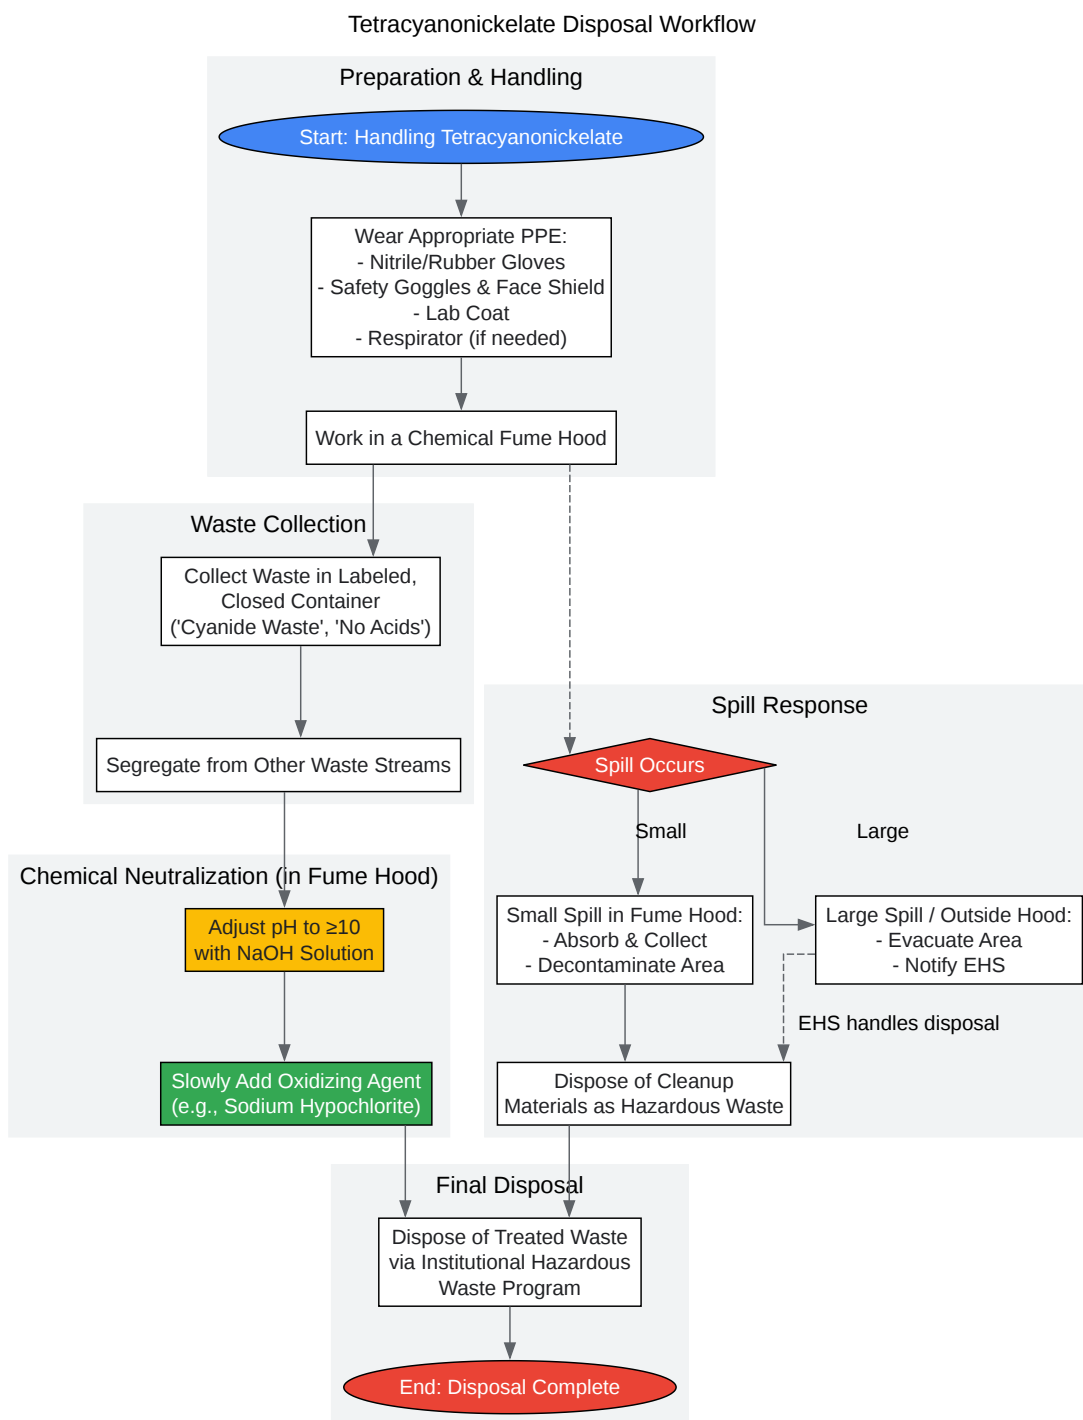 Tetracyanonickelate Disposal Workflow
Preparation & Handling
Start: Handling Tetracyanonickelate
Wear Appropriate PPE:
- Nitrile/Rubber Gloves
- Safety Goggles & Face Shield
- Lab Coat
- Respirator (if needed)
Work in a Chemical Fume Hood
Waste Collection
Collect Waste in Labeled,
Closed Container
('Cyanide Waste', 'No Acids')
Segregate from Other Waste Streams
Chemical Neutralization (in Fume Hood)
Adjust pH to ≥10
with NaOH Solution
Slowly Add Oxidizing Agent
(e.g., Sodium Hypochlorite)
Spill Response
Spill Occurs
Small
Large
Small Spill in Fume Hood:
- Absorb & Collect
- Decontaminate Area
Large Spill / Outside Hood:
- Evacuate Area
- Notify EHS
EHS handles disposal
Dispose of Cleanup
Materials as Hazardous Waste
Final Disposal
Dispose of Treated Waste
via Institutional Hazardous
Waste Program
End: Disposal Complete